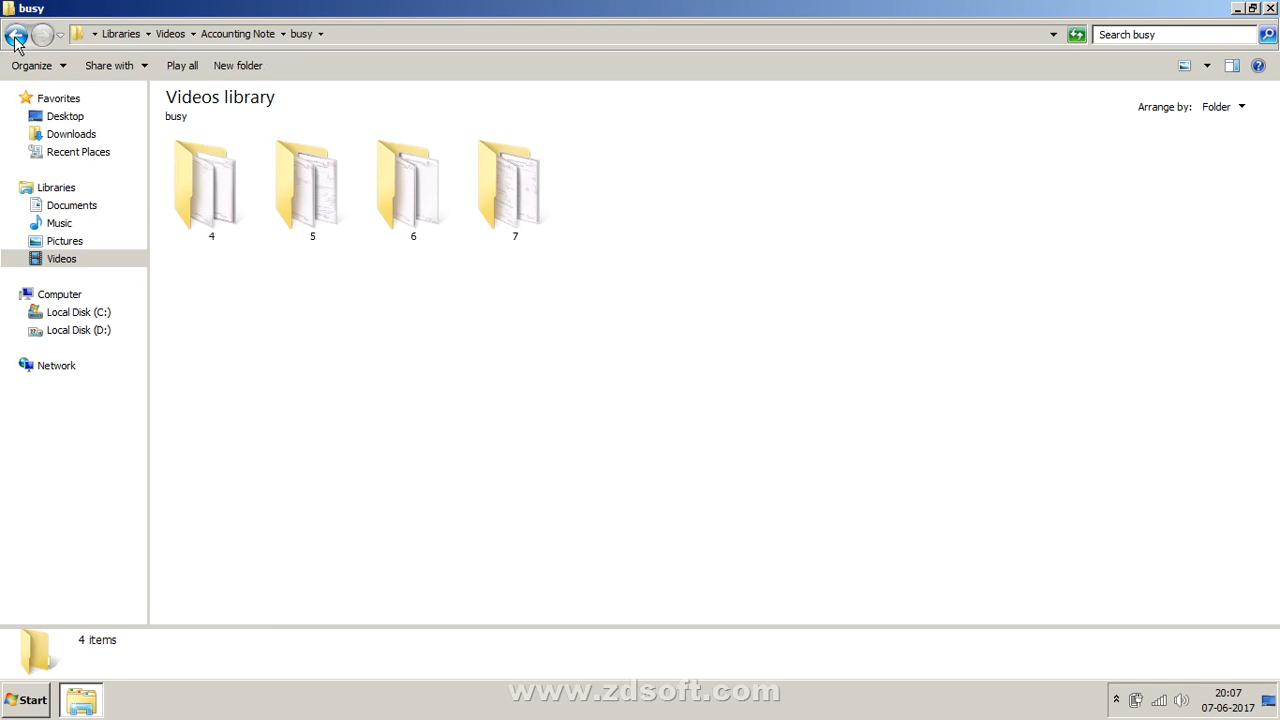 busy
Libraries Videos Accounting Note busy
Search busy
Organize Share with Play all New folder
Videos library
busy
Arrange by: Folder
Favorites
Desktop
Downloads
Recent Places
Libraries
Documents
Music
Pictures
Videos
Computer
Local Disk (C:)
Local Disk (D:)
Network
4 5 6 7
4 items
Start
www.zdsoft.com
20:07
07-06-2017